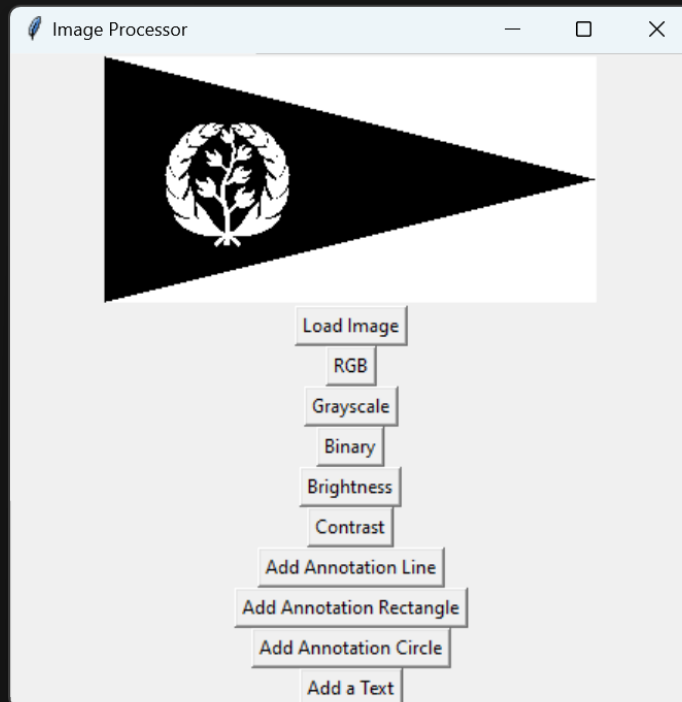 Image Processor
Load Image
RGB
Grayscale
Binary
Brightness
Contrast
Add Annotation Line
Add Annotation Rectangle
Add Annotation Circle
Add a Text